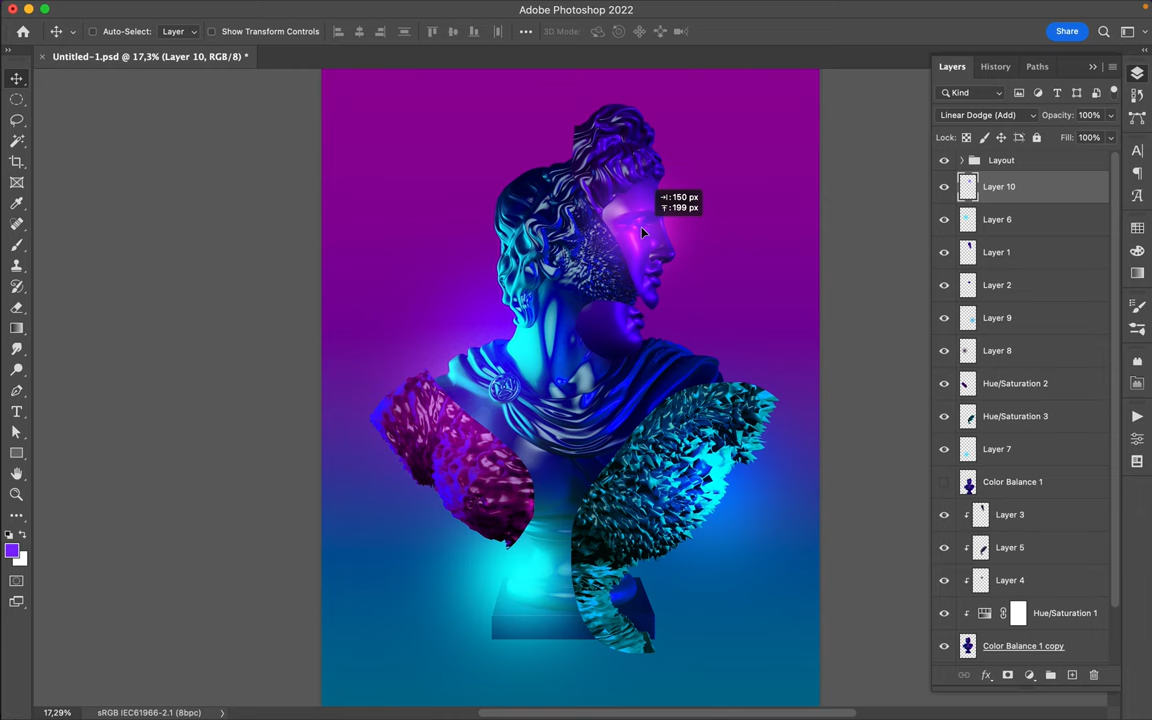 Adobe Photoshop 2022
Auto-Select: Layer Show Transform Controls 3D Mode: Share
Untitled-1.psd @ 17,3% (Layer 10, RGB/8) *
Layers History Paths
Kind
Linear Dodge (Add) Opacity: 100%
Lock: Fill: 100%
Layout
Layer 10
: 150 px
: 199 px
Layer 6
Layer 1
Layer 2
Layer 9
Layer 8
Hue/Saturation 2
Hue/Saturation 3
Layer 7
Color Balance 1
Layer 3
Layer 5
Layer 4
Hue/Saturation 1
Color Balance 1 copy
fx
17,29% sRGB IEC61966-2.1 (8bpc)